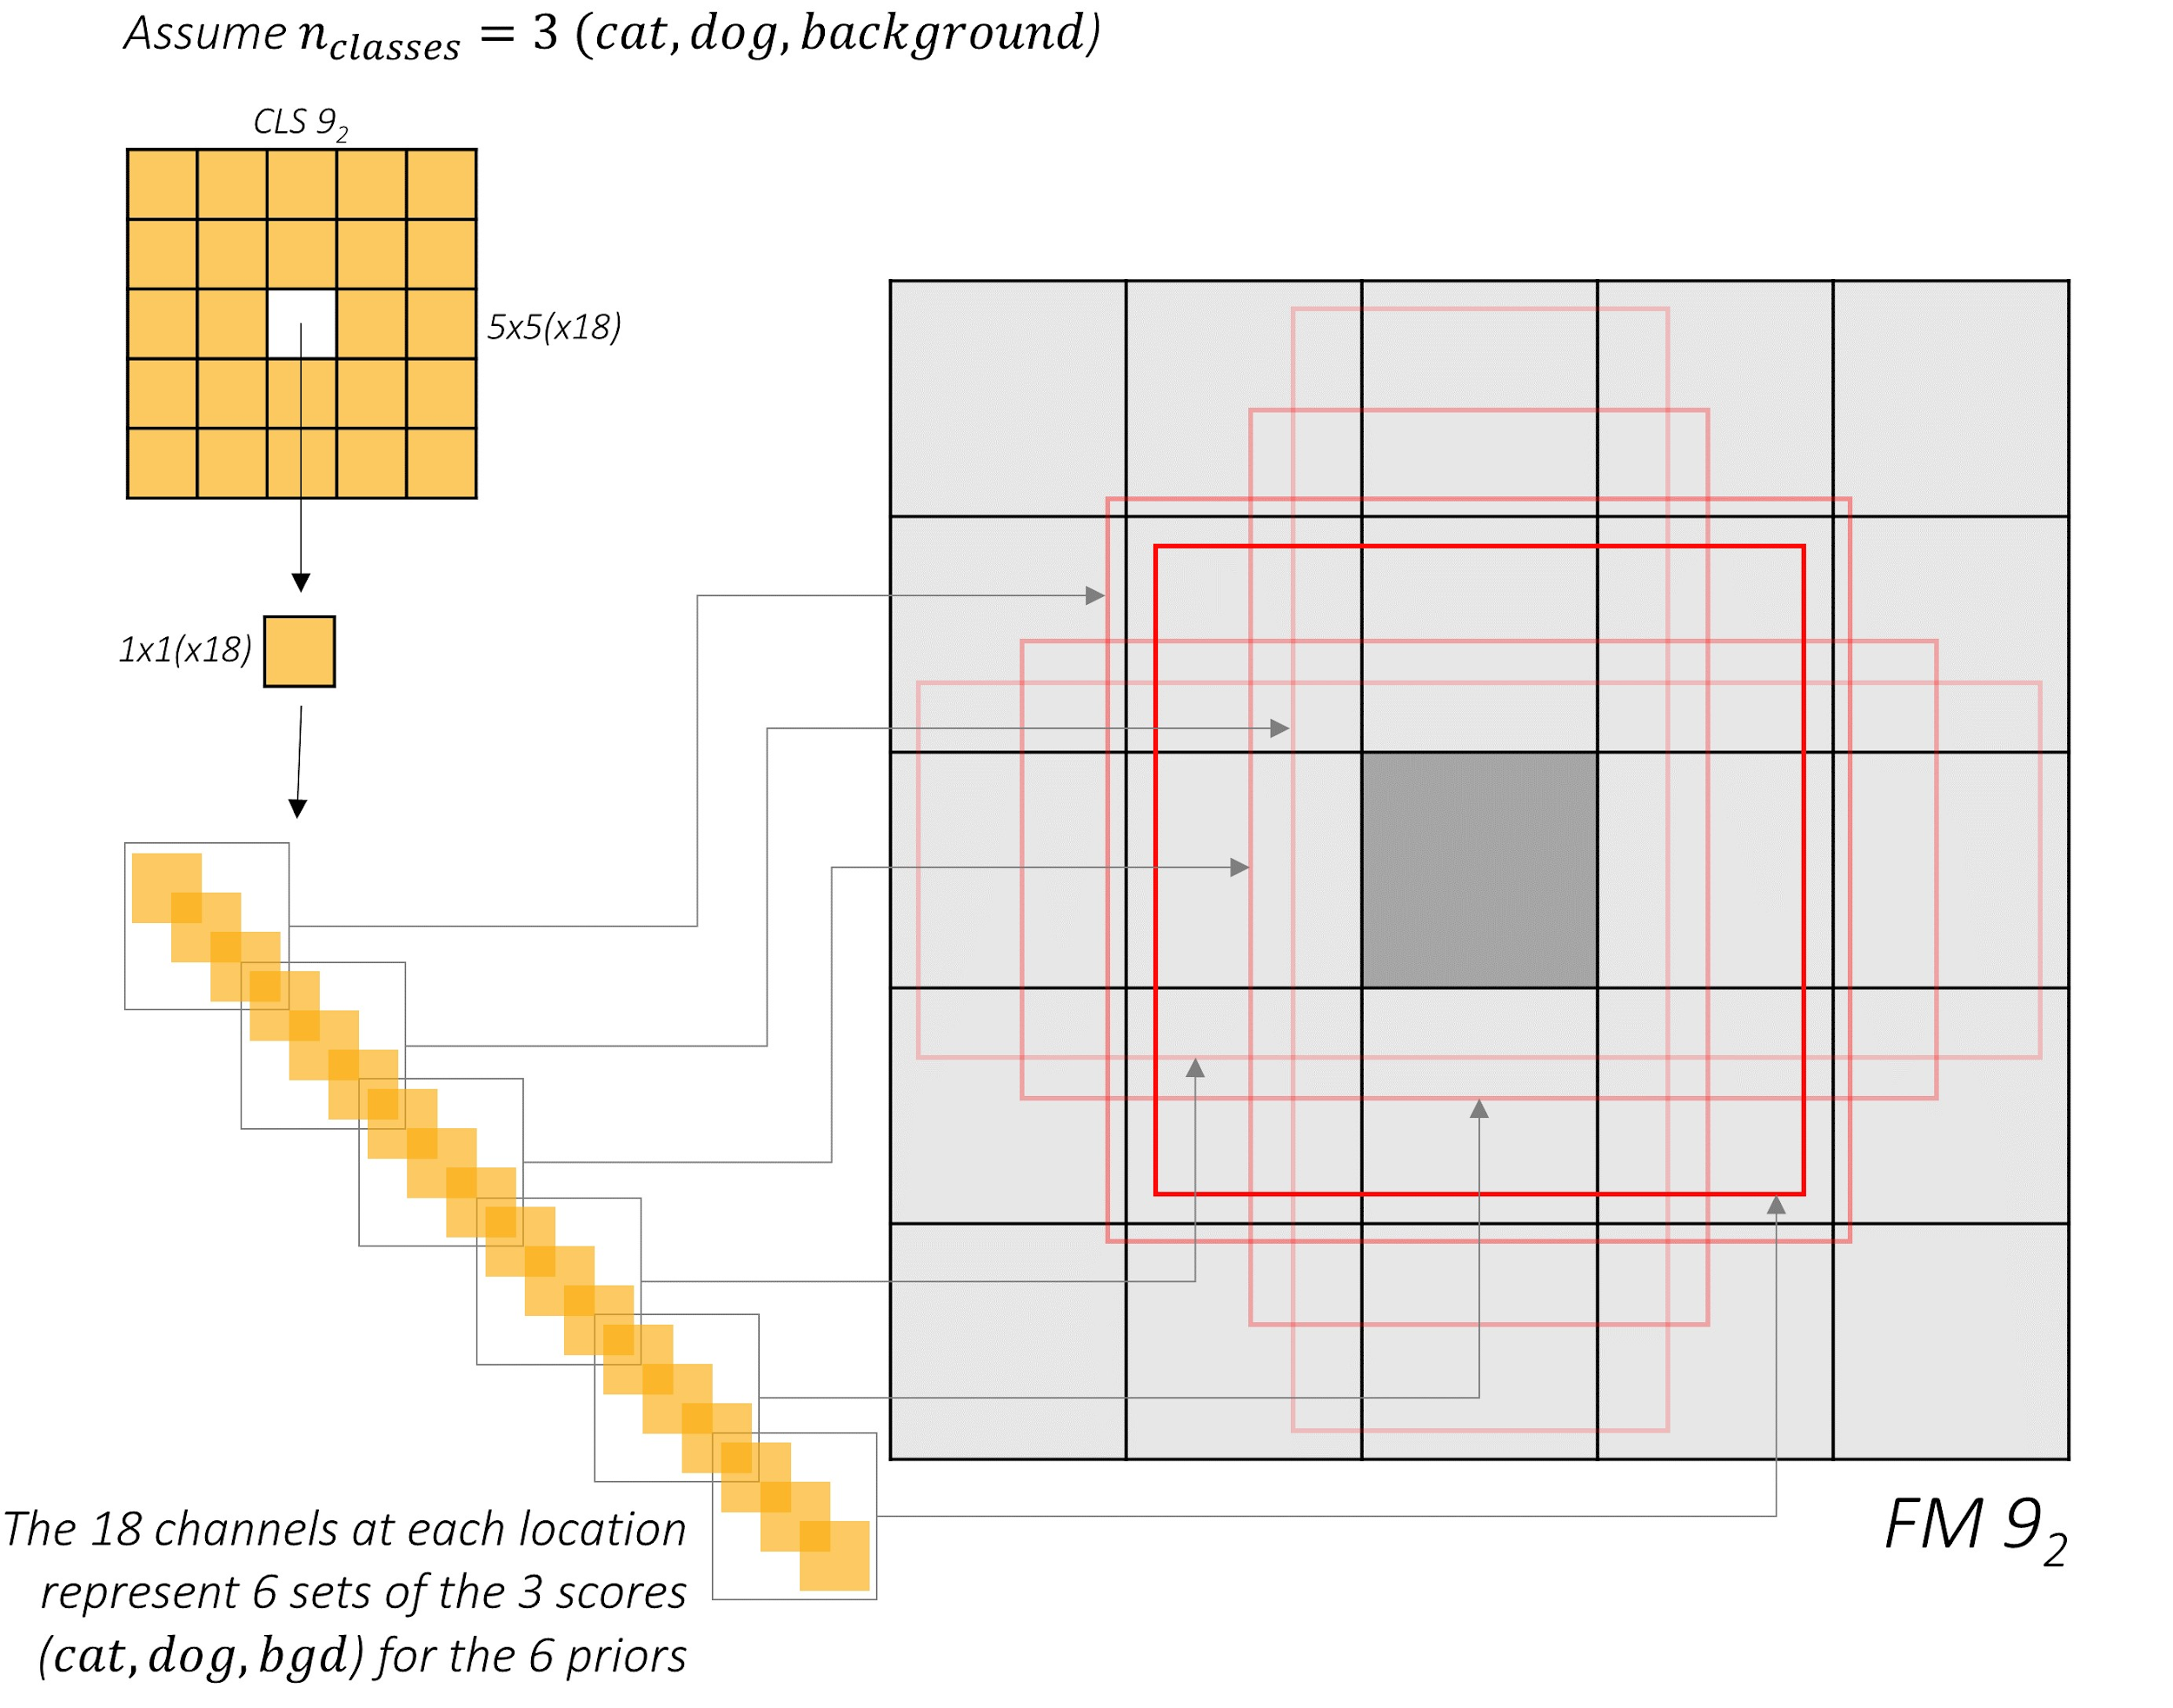 Assume n_classes = 3 (cat, dog, background)
CLS 9_2
5x5(x18)
1x1(x18)
The 18 channels at each location
represent 6 sets of the 3 scores
(cat, dog, bgd) for the 6 priors
FM 9_2